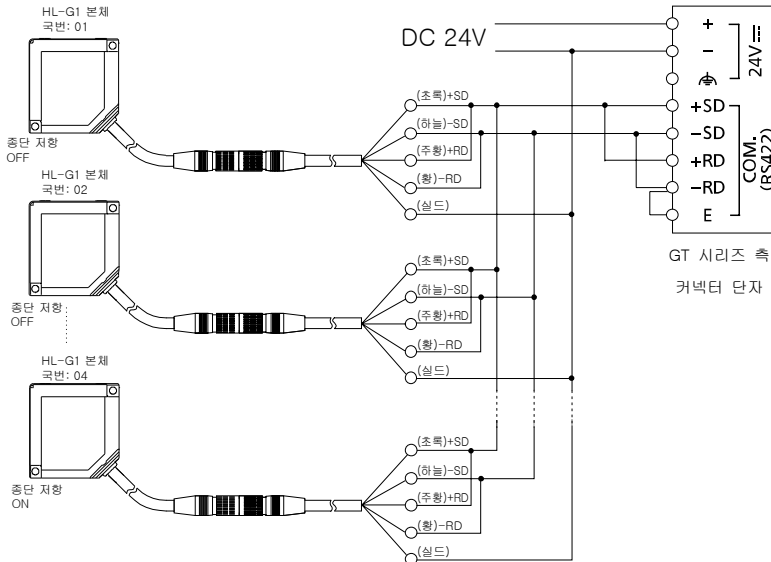 HL-G1 본체
국번: 01
종단 저항
OFF
(초록)+SD
(하늘)-SD
(주황)+RD
(황)-RD
(실드)
HL-G1 본체
국번: 02
종단 저항
OFF
(초록)+SD
(하늘)-SD
(주황)+RD
(황)-RD
(실드)
HL-G1 본체
국번: 04
종단 저항
ON
(초록)+SD
(하늘)-SD
(주황)+RD
(황)-RD
(실드)
DC 24V
+
−
24V
+SD
−SD
+RD
−RD
E
COM.
(RS422)
GT 시리즈 측
커넥터 단자